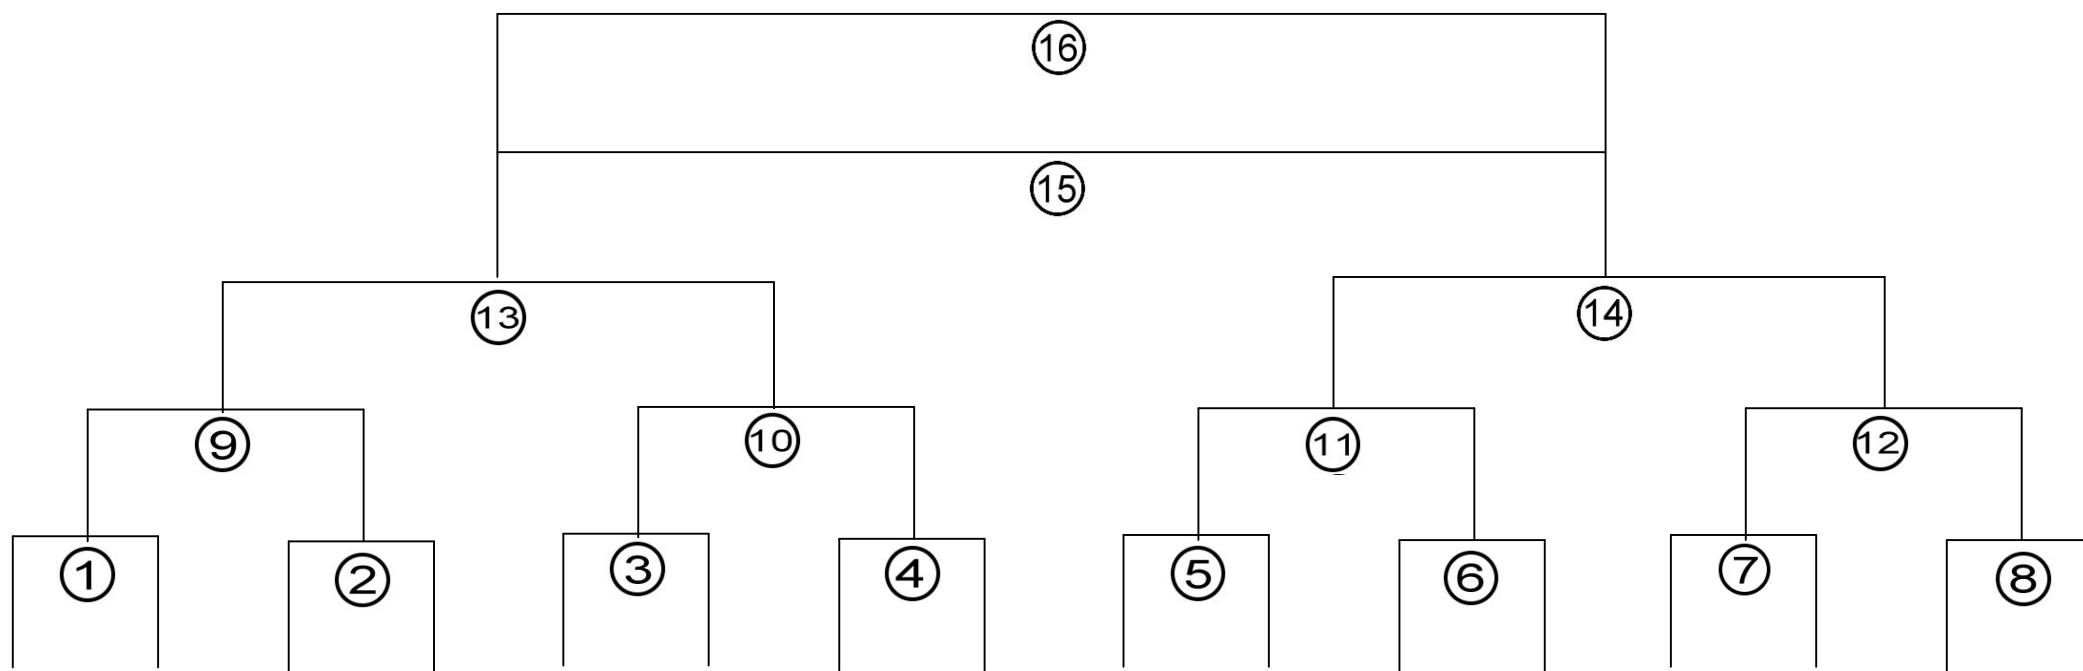 ⑯
⑮
⑬ ⑭
⑨ ⑩ ⑪ ⑫
① ② ③ ④ ⑤ ⑥ ⑦ ⑧